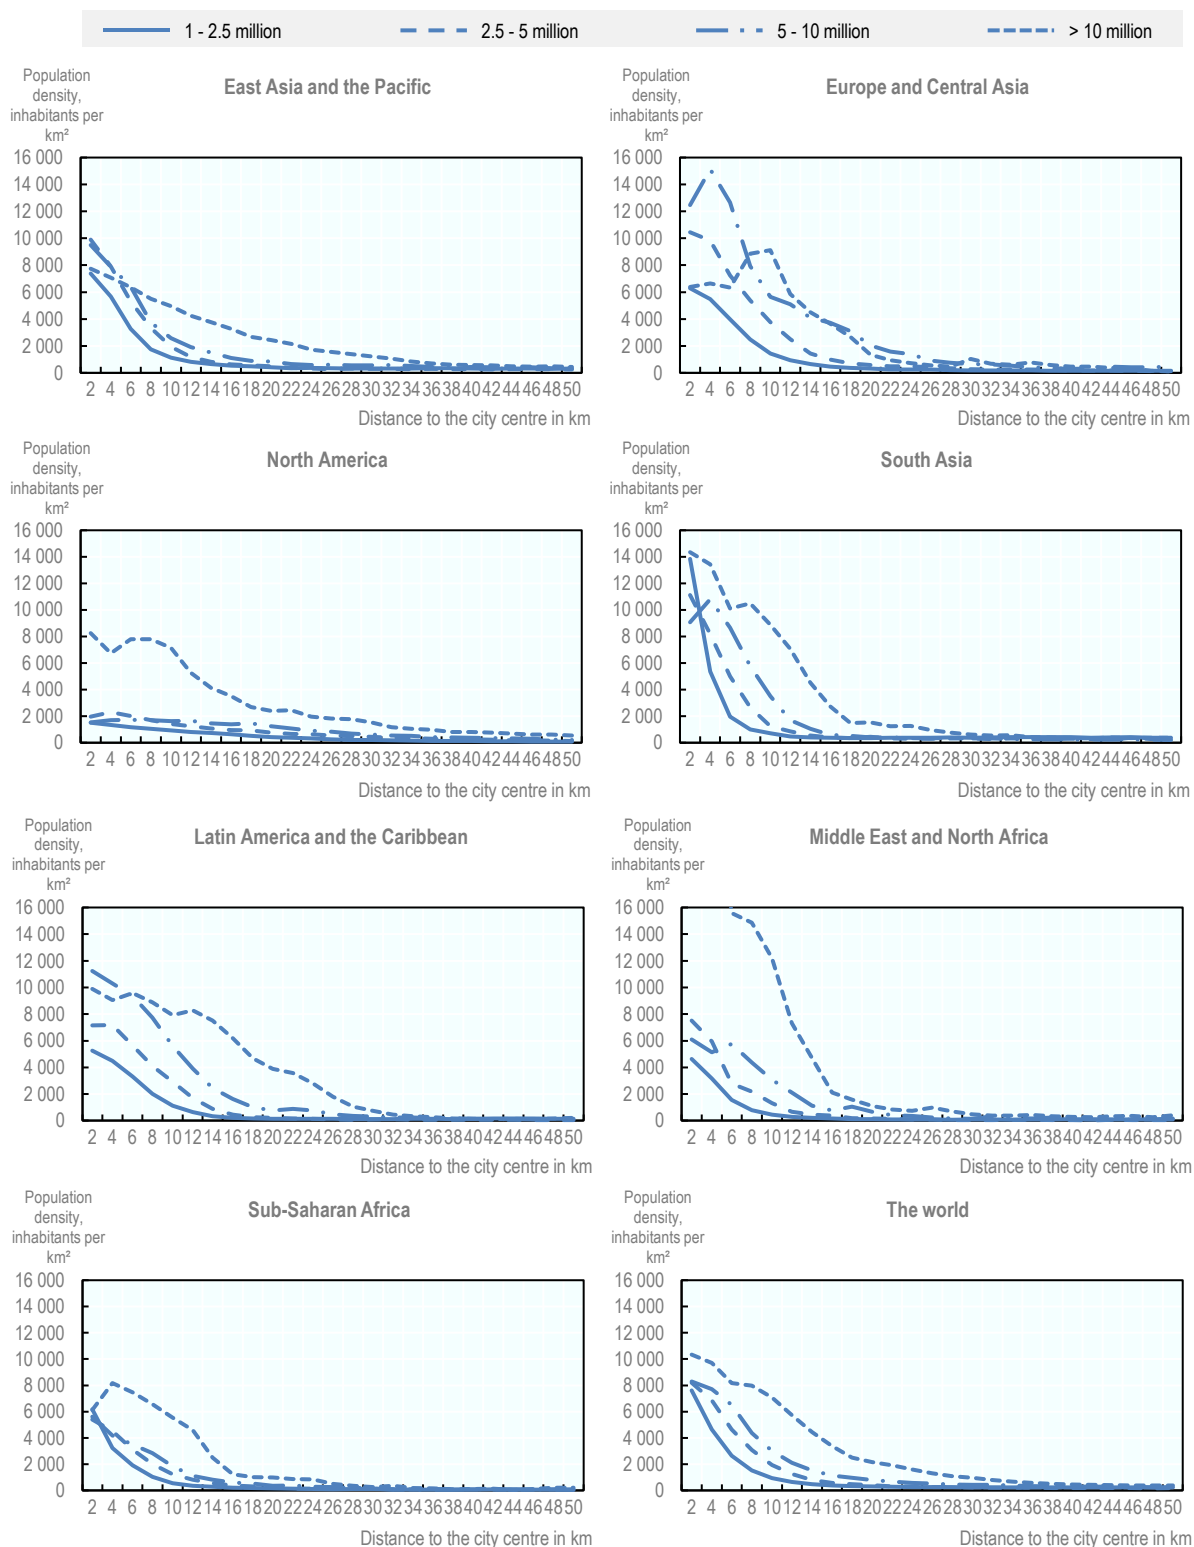 1 - 2.5 million 2.5 - 5 million 5 - 10 million > 10 million
Population
density,
inhabitants per
km²
East Asia and the Pacific
16 000
14 000
12 000
10 000
8 000
6 000
4 000
2 000
0
2 4 6 8 10 12 14 16 18 20 22 24 26 28 30 32 34 36 38 40 42 44 46 48 50
Distance to the city centre in km
Population
density,
inhabitants per
km²
Europe and Central Asia
16 000
14 000
12 000
10 000
8 000
6 000
4 000
2 000
0
2 4 6 8 10 12 14 16 18 20 22 24 26 28 30 32 34 36 38 40 42 44 46 48 50
Distance to the city centre in km
Population
density,
inhabitants per
km²
North America
16 000
14 000
12 000
10 000
8 000
6 000
4 000
2 000
0
2 4 6 8 10 12 14 16 18 20 22 24 26 28 30 32 34 36 38 40 42 44 46 48 50
Distance to the city centre in km
Population
density,
inhabitants per
km²
South Asia
16 000
14 000
12 000
10 000
8 000
6 000
4 000
2 000
0
2 4 6 8 10 12 14 16 18 20 22 24 26 28 30 32 34 36 38 40 42 44 46 48 50
Distance to the city centre in km
Population
density,
inhabitants per
km²
Latin America and the Caribbean
16 000
14 000
12 000
10 000
8 000
6 000
4 000
2 000
0
2 4 6 8 10 12 14 16 18 20 22 24 26 28 30 32 34 36 38 40 42 44 46 48 50
Distance to the city centre in km
Population
density,
inhabitants per
km²
Middle East and North Africa
16 000
14 000
12 000
10 000
8 000
6 000
4 000
2 000
0
2 4 6 8 10 12 14 16 18 20 22 24 26 28 30 32 34 36 38 40 42 44 46 48 50
Distance to the city centre in km
Population
density,
inhabitants per
km²
Sub-Saharan Africa
16 000
14 000
12 000
10 000
8 000
6 000
4 000
2 000
0
2 4 6 8 10 12 14 16 18 20 22 24 26 28 30 32 34 36 38 40 42 44 46 48 50
Distance to the city centre in km
Population
density,
inhabitants per
km²
The world
16 000
14 000
12 000
10 000
8 000
6 000
4 000
2 000
0
2 4 6 8 10 12 14 16 18 20 22 24 26 28 30 32 34 36 38 40 42 44 46 48 50
Distance to the city centre in km